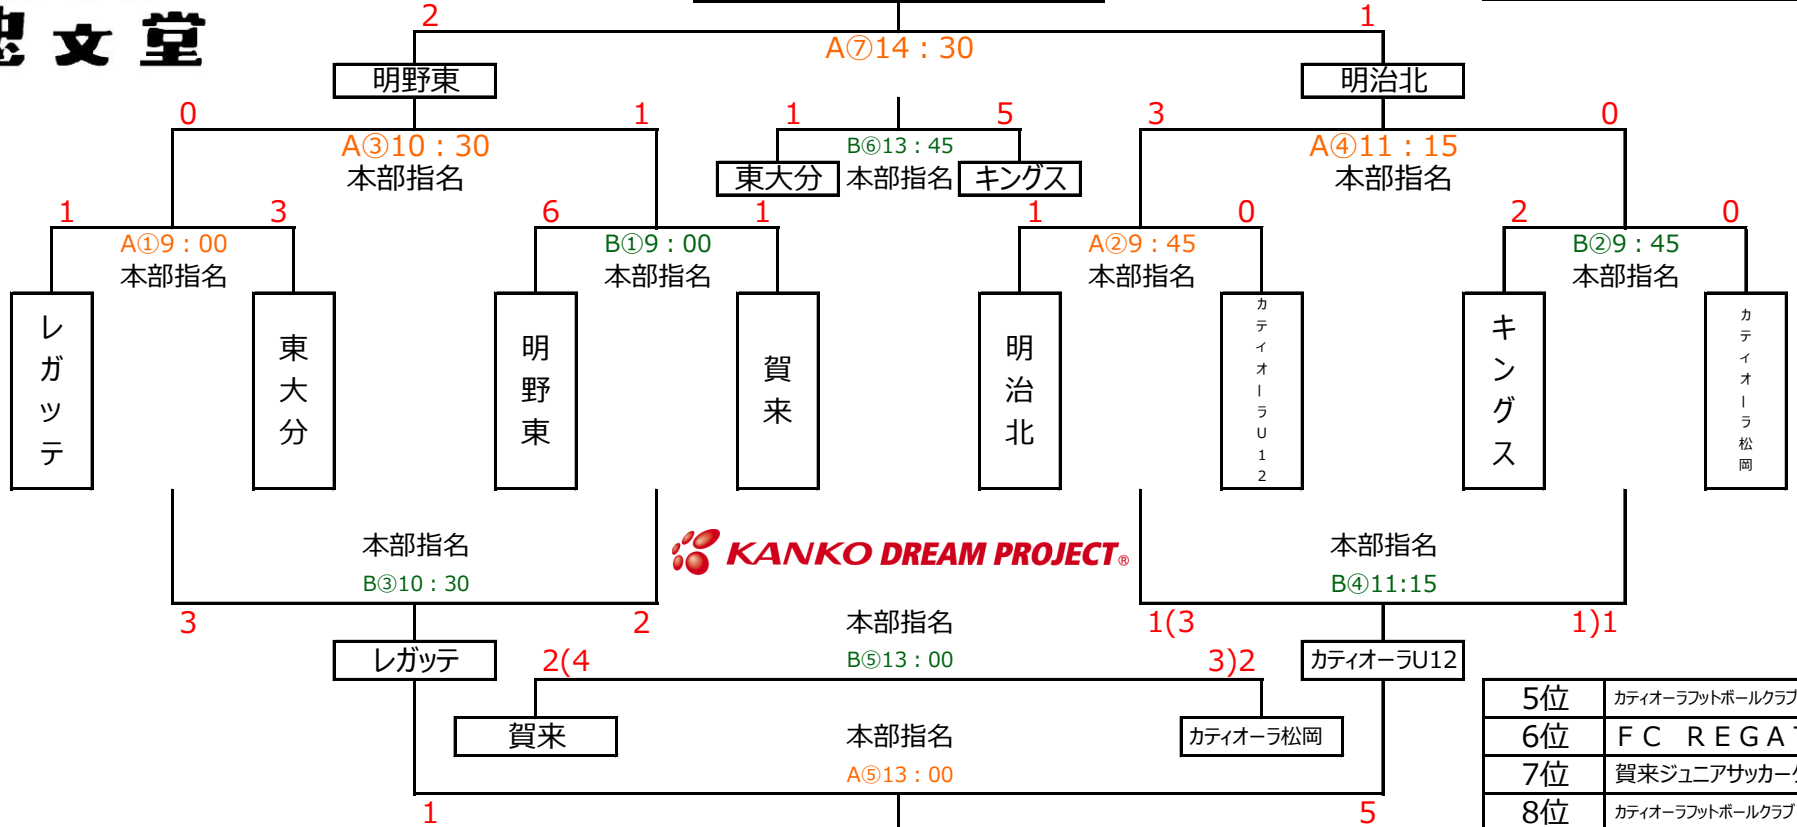 文堂
2
1
A⑦14：30
明野東
明治北
0
1
1
5
3
0
A③10：30
本部指名
B⑥13：45
本部指名
東大分
キングス
A④11：15
本部指名
1
3
6
1
1
0
2
0
A①9：00
本部指名
B①9：00
本部指名
A②9：45
本部指名
B②9：45
本部指名
レガッテ
東大分
明野東
賀来
明治北
カティオーラU12
キングス
カティオーラ松岡
本部指名
B③10：30
KANKO DREAM PROJECT®
本部指名
B④11:15
3
2
本部指名
B⑤13：00
1(3
1)1
レガッテ
2(4
3)2
カティオーラU12
賀来
カティオーラ松岡
本部指名
A⑤13：00
1
5
5位 カティオーラフットボールクラブ
6位 ＦＣ ＲＥＧＡ
7位 賀来ジュニアサッカー
8位 カティオーラフットボールクラブ